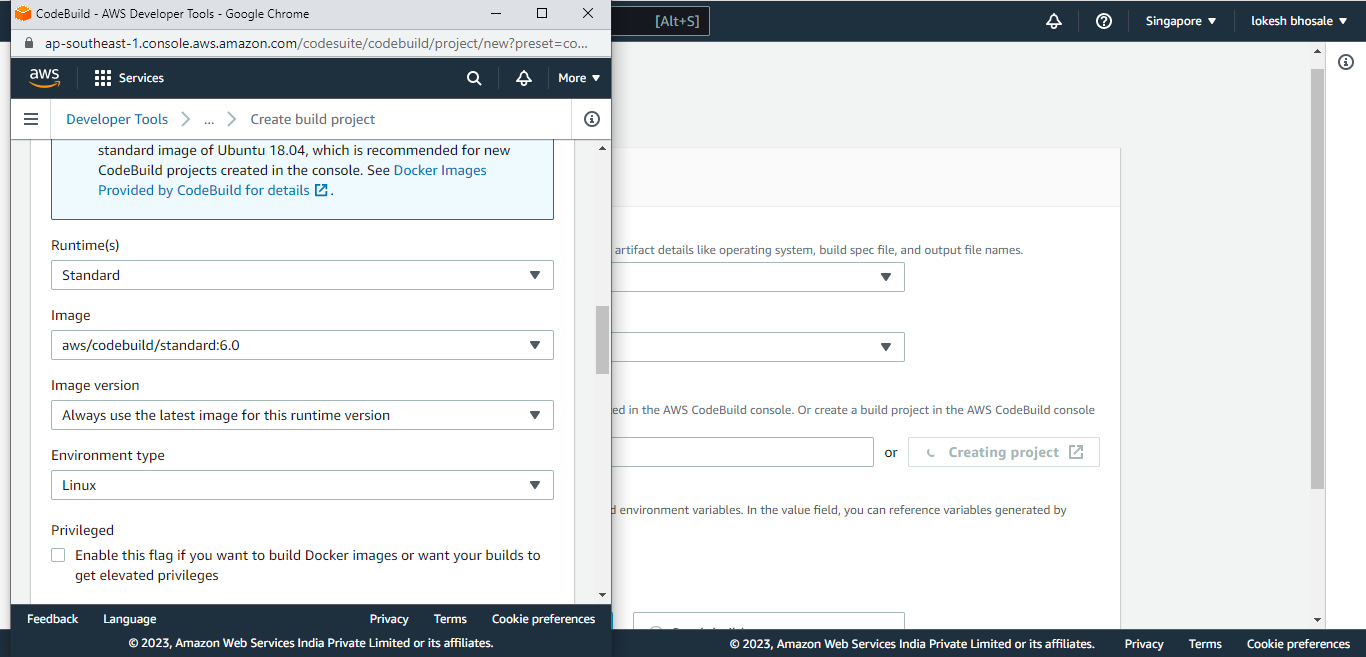 CodeBuild - AWS Developer Tools - Google Chrome
ap-southeast-1.console.aws.amazon.com/codesuite/codebuild/project/new?preset=co...
aws Services More
Developer Tools ... Create build project
standard image of Ubuntu 18.04, which is recommended for new
CodeBuild projects created in the console. See Docker Images
Provided by CodeBuild for details .
Runtime(s)
Standard
Image
aws/codebuild/standard:6.0
Image version
Always use the latest image for this runtime version
Environment type
Linux
Privileged
Enable this flag if you want to build Docker images or want your builds to
get elevated privileges
Feedback Language Privacy Terms Cookie preferences
© 2023, Amazon Web Services India Private Limited or its affiliates.
[Alt+S] Singapore lokesh bhosale
artifact details like operating system, build spec file, and output file names.
in the AWS CodeBuild console. Or create a build project in the AWS CodeBuild console
or Creating project
environment variables. In the value field, you can reference variables generated by
© 2023, Amazon Web Services India Private Limited or its affiliates. Privacy Terms Cookie preferences